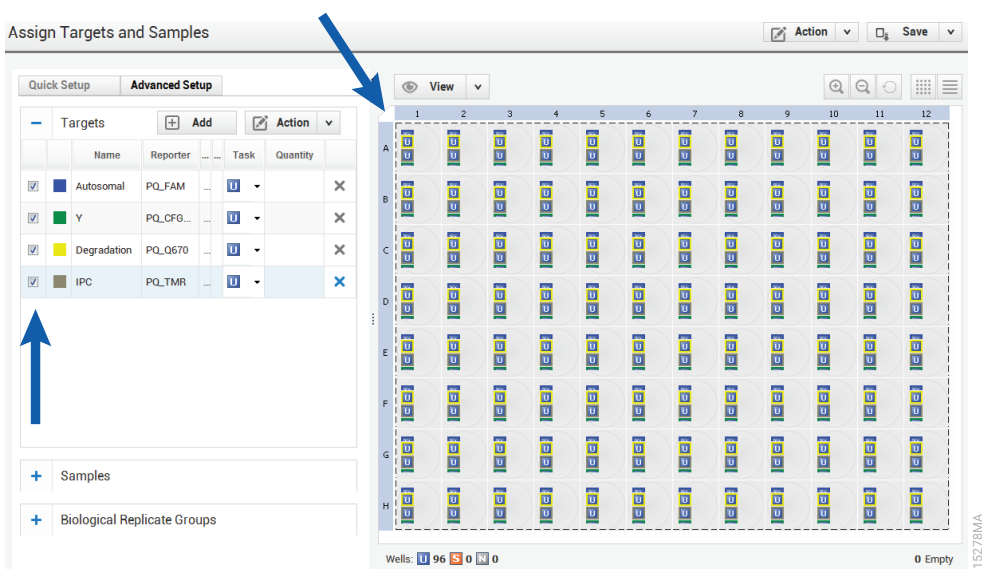 Assign Targets and Samples
Action
Save
Quick Setup
Advanced Setup
View
Targets
Add
Action
Name Reporter ... ... Task Quantity
Autosomal PQ_FAM ... U
Y PQ_CFG... ... U
Degradation PQ_Q670 ... U
IPC PQ_TMR ... U
Samples
Biological Replicate Groups
1 2 3 4 5 6 7 8 9 10 11 12
A U U U U U U U U U U U U
U U U U U U U U U U U U
B U U U U U U U U U U U U
U U U U U U U U U U U U
C U U U U U U U U U U U U
U U U U U U U U U U U U
D U U U U U U U U U U U U
U U U U U U U U U U U U
E U U U U U U U U U U U U
U U U U U U U U U U U U
F U U U U U U U U U U U U
U U U U U U U U U U U U
G U U U U U U U U U U U U
U U U U U U U U U U U U
H U U U U U U U U U U U U
U U U U U U U U U U U U
Wells: U 96 S 0 N 0
0 Empty
15278MA